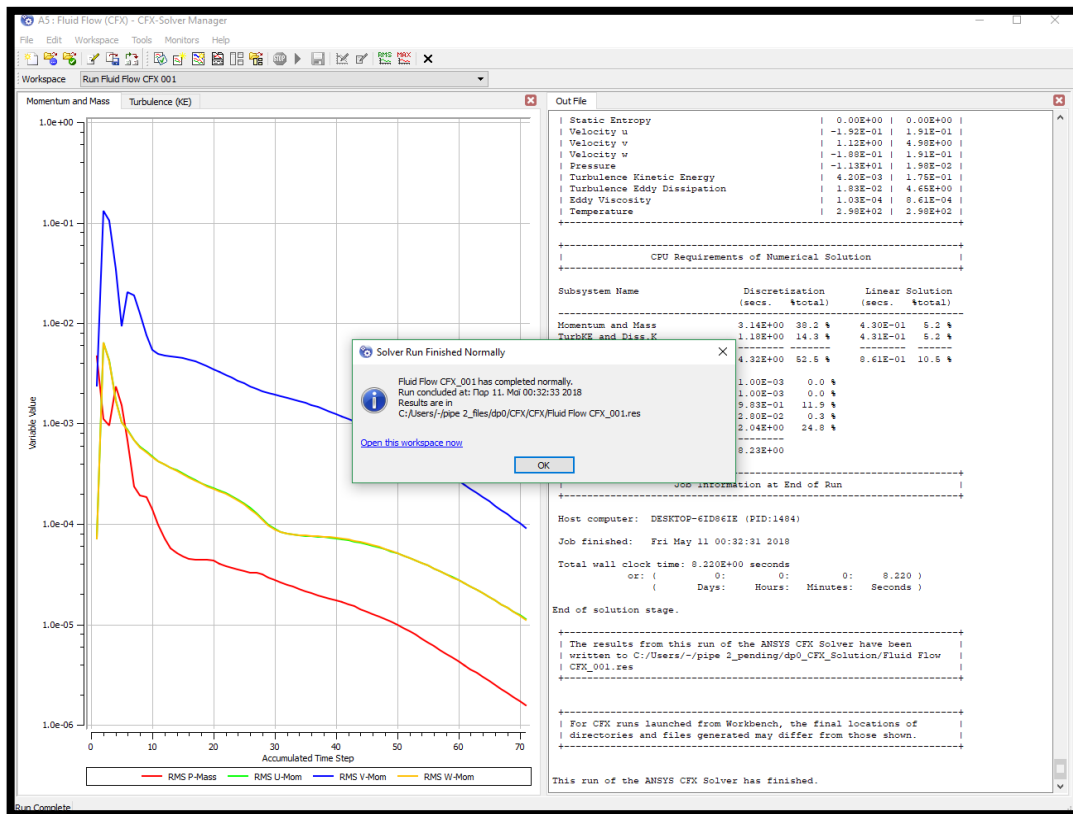 A5 : Fluid Flow (CFX) - CFX-Solver Manager
File Edit Workspace Tools Monitors Help
RMS MAX
Workspace Run Fluid Flow CFX 001
Momentum and Mass Turbulence (KE)
1.0e+00
1.0e-01
1.0e-02
1.0e-03
1.0e-04
1.0e-05
1.0e-06
Variable Value
0 10 20 30 40 50 60 70
Accumulated Time Step
RMS P-Mass RMS U-Mom RMS V-Mom RMS W-Mom
Out File
| Static Entropy | 0.00E+00 | 0.00E+00 |
| Velocity u | -1.92E-01 | 1.91E-01 |
| Velocity v | 1.12E+00 | 4.98E+00 |
| Velocity w | -1.88E-01 | 1.91E-01 |
| Pressure | -1.13E+01 | 1.98E-02 |
| Turbulence Kinetic Energy | 4.20E-03 | 1.75E-01 |
| Turbulence Eddy Dissipation | 1.83E-02 | 4.65E+00 |
| Eddy Viscosity | 1.03E-04 | 8.61E-04 |
| Temperature | 2.98E+02 | 2.98E+02 |
| CPU Requirements of Numerical Solution |
Subsystem Name Discretization Linear Solution
(secs. %total) (secs. %total)
Momentum and Mass 3.14E+00 38.2 % 4.30E-01 5.2 %
TurbKE and Diss.K 1.18E+00 14.3 % 4.31E-01 5.2 %
4.32E+00 52.5 % 8.61E-01 10.5 %
1.00E-03 0.0 %
1.00E-03 0.0 %
9.83E-01 11.9 %
2.80E-02 0.3 %
2.04E+00 24.8 %
8.23E+00
| Job Information at End of Run |
Host computer: DESKTOP-6ID86IE (PID:1484)
Job finished: Fri May 11 00:32:31 2018
Total wall clock time: 8.220E+00 seconds
or: ( 0: 0: 0: 8.220 )
( Days: Hours: Minutes: Seconds )
End of solution stage.
| The results from this run of the ANSYS CFX Solver have been |
| written to C:/Users/-/pipe 2_pending/dp0_CFX_Solution/Fluid Flow |
| CFX_001.res |
| For CFX runs launched from Workbench, the final locations of |
| directories and files generated may differ from those shown. |
This run of the ANSYS CFX Solver has finished.
Solver Run Finished Normally
Fluid Flow CFX_001 has completed normally.
Run concluded at: Παρ 11. Μαϊ 00:32:33 2018
Results are in
C:/Users/-/pipe 2_files/dp0/CFX/CFX/Fluid Flow CFX_001.res
Open this workspace now
OK
Run Complete